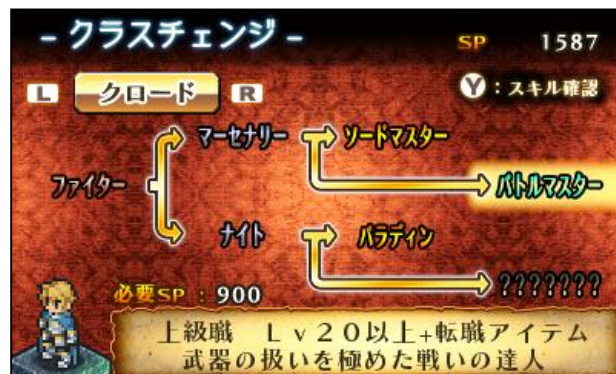 - クラスチェンジ -
SP 1587
L クロード R
Y：スキル確認
マーセナリー ソードマスター
ファイター バトルマスター
ナイト パラディン
???????
必要SP：900
上級職 Ｌｖ２０以上+転職アイテム
武器の扱いを極めた戦いの達人